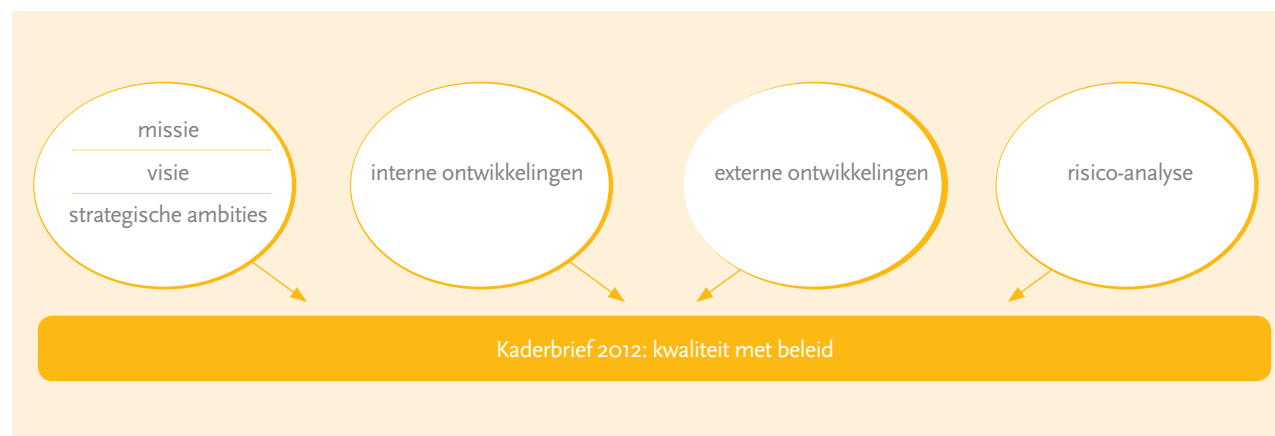 missie
visie
strategische ambities
interne ontwikkelingen
externe ontwikkelingen
risico-analyse
Kaderbrief 2012: kwaliteit met beleid